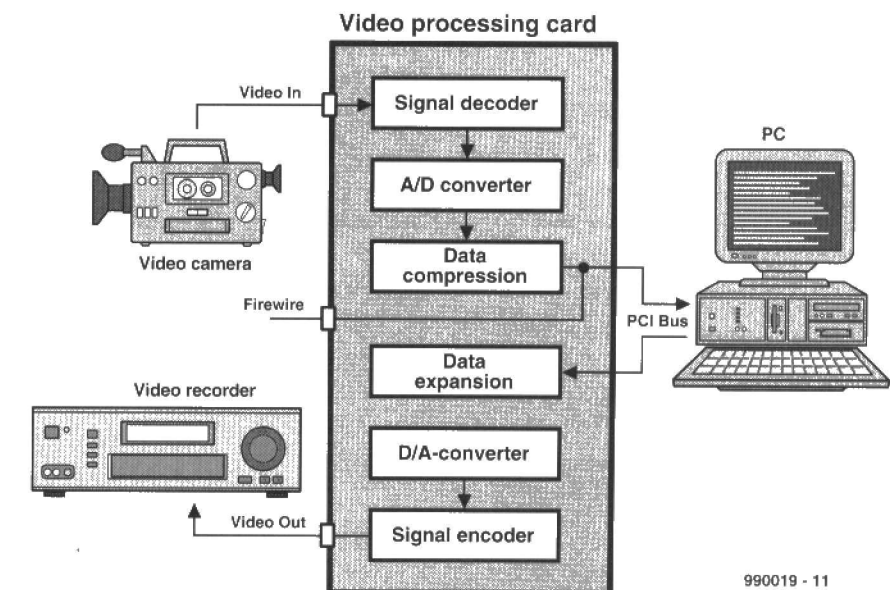 Video processing card
Video In
Signal decoder
PC
A/D converter
Video camera
Data
compression
Firewire
PCI Bus
Data
expansion
Video recorder
D/A-converter
Video Out
Signal encoder
990019 - 11